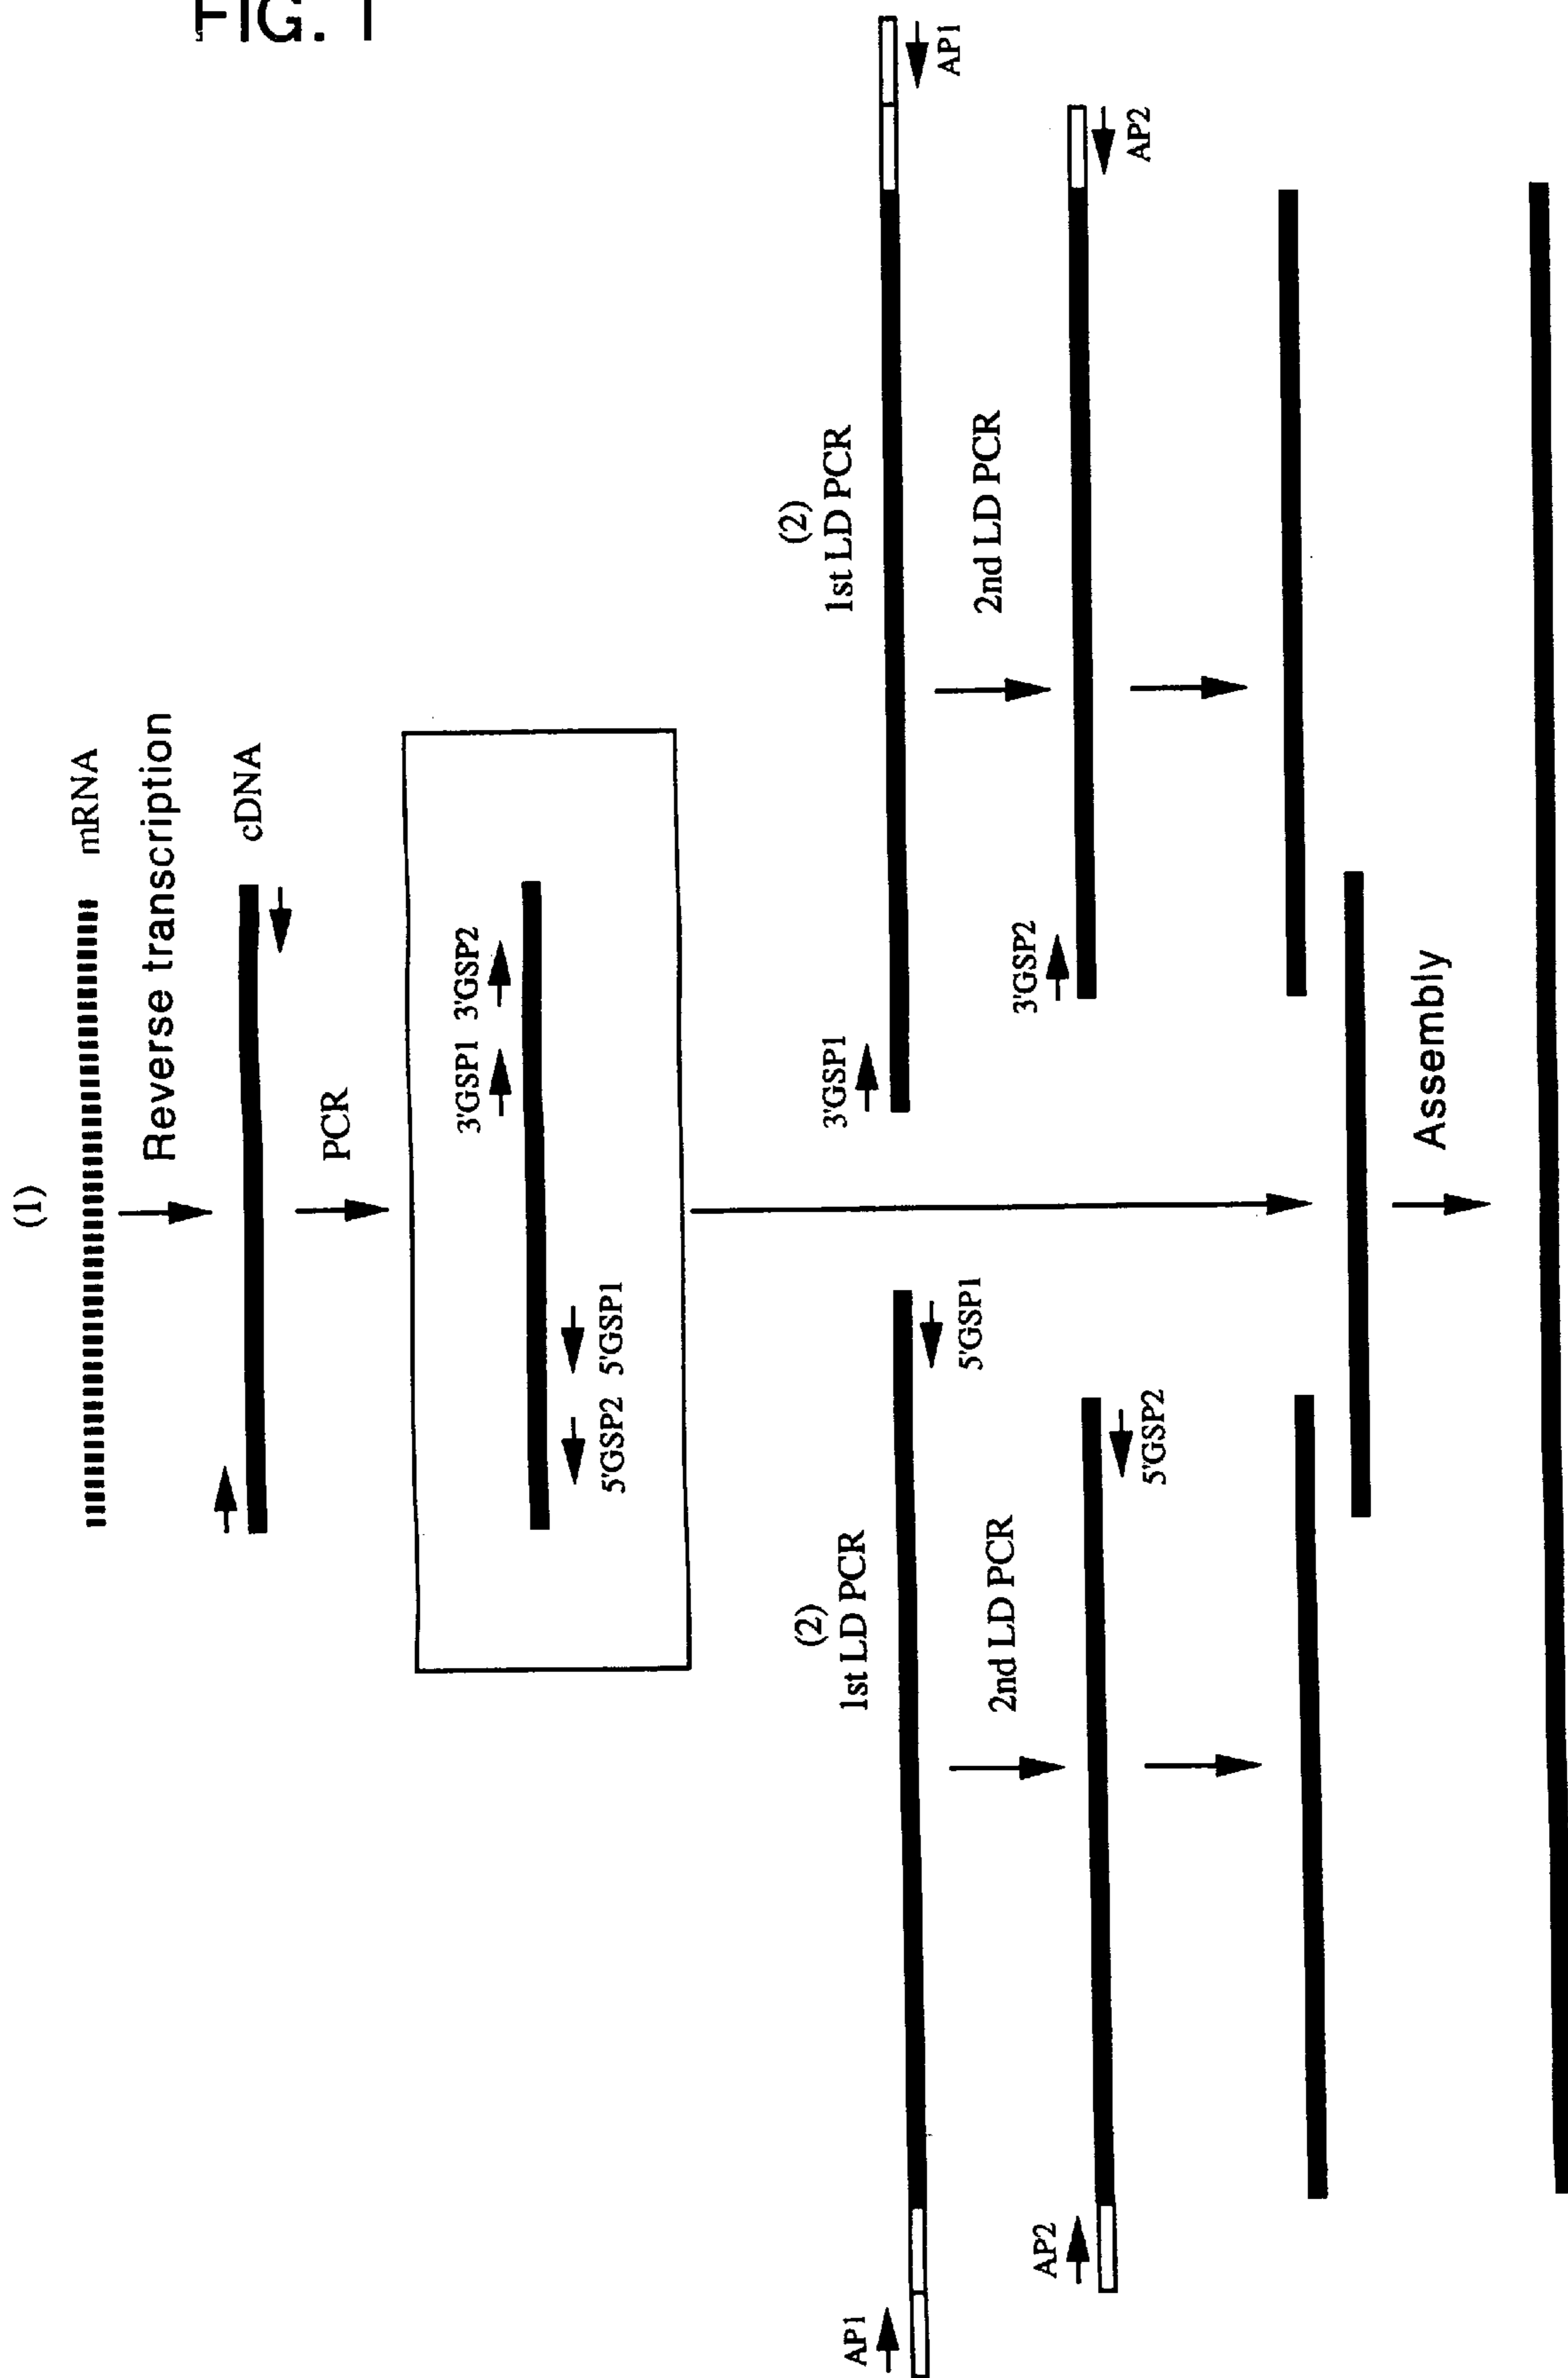 FIG. 1
(1)
mRNA
Reverse transcription
cDNA
PCR
3'GSP1 3'GSP2
5'GSP2 5'GSP1
(2)
1st LD PCR
AP1
5'GSP1
2nd LD PCR
AP2
5'GSP2
(2)
1st LD PCR
3'GSP1
AP1
2nd LD PCR
3'GSP2
AP2
Assembly